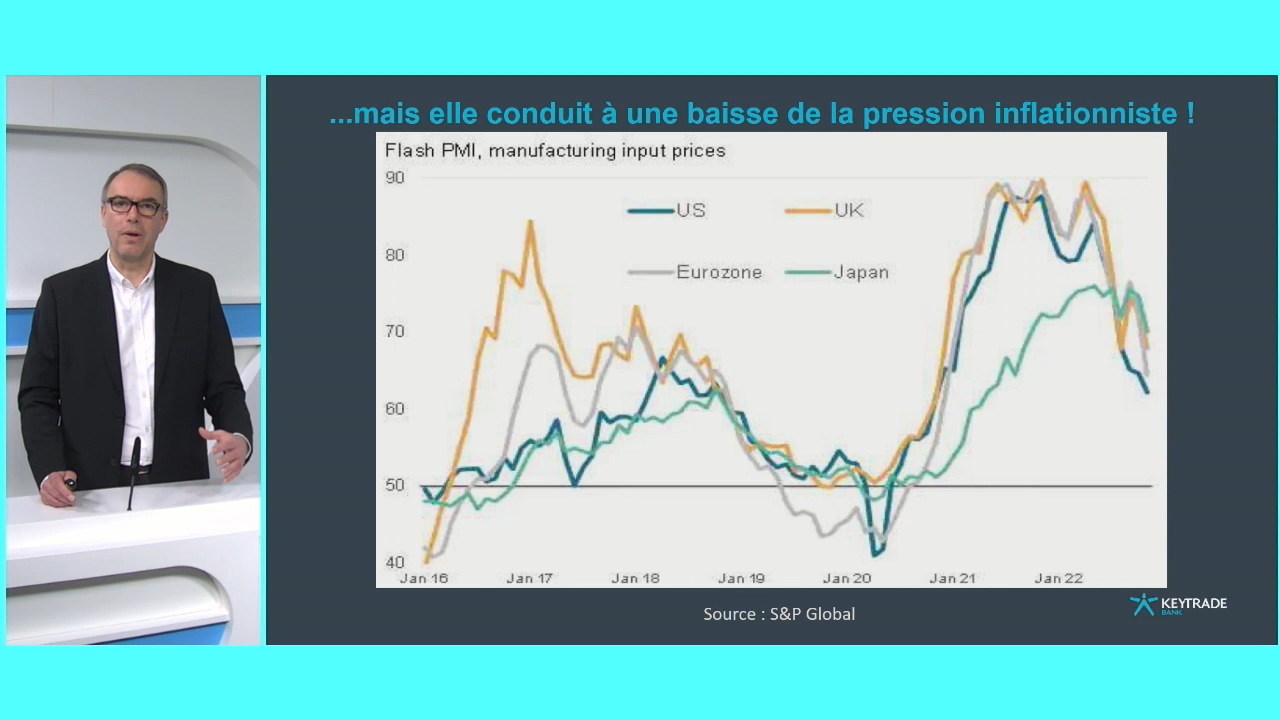 ...mais elle conduit à une baisse de la pression inflationniste !
Flash PMI, manufacturing input prices
90
80
70
60
50
40
US
UK
Eurozone
Japan
Jan 16
Jan 17
Jan 18
Jan 19
Jan 20
Jan 21
Jan 22
Source : S&P Global
KEYTRADE
BANK